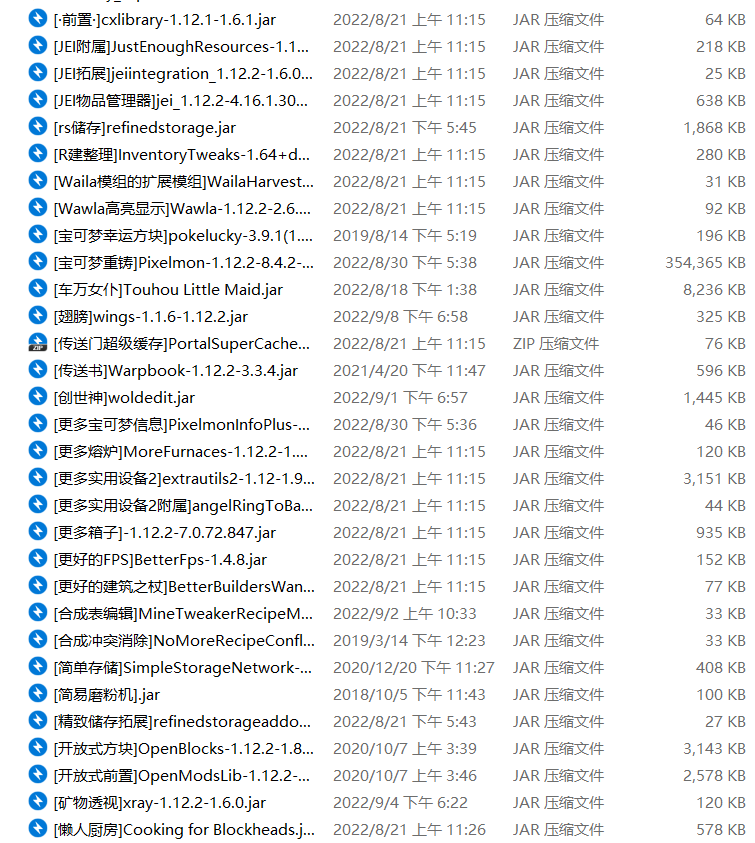 [·前置·]cxlibrary-1.12.1-1.6.1.jar 2022/8/21 上午 11:15 JAR 压缩文件 64 KB
[JEI附属]JustEnoughResources-1.1... 2022/8/21 上午 11:15 JAR 压缩文件 218 KB
[JEI拓展]jeiintegration_1.12.2-1.6.0... 2022/8/21 上午 11:15 JAR 压缩文件 25 KB
[JEI物品管理器]jei_1.12.2-4.16.1.30... 2022/8/21 上午 11:15 JAR 压缩文件 638 KB
[rs储存]refinedstorage.jar 2022/8/21 下午 5:45 JAR 压缩文件 1,868 KB
[R建整理]InventoryTweaks-1.64+d... 2022/8/21 上午 11:15 JAR 压缩文件 280 KB
[Waila模组的扩展模组]WailaHarvest... 2022/8/21 上午 11:15 JAR 压缩文件 31 KB
[Wawla高亮显示]Wawla-1.12.2-2.6.... 2022/8/21 上午 11:15 JAR 压缩文件 92 KB
[宝可梦幸运方块]pokelucky-3.9.1(1.... 2019/8/14 下午 5:19 JAR 压缩文件 196 KB
[宝可梦重铸]Pixelmon-1.12.2-8.4.2-... 2022/8/30 下午 5:38 JAR 压缩文件 354,365 KB
[车万女仆]Touhou Little Maid.jar 2022/8/18 下午 1:38 JAR 压缩文件 8,236 KB
[翅膀]wings-1.1.6-1.12.2.jar 2022/9/8 下午 6:58 JAR 压缩文件 325 KB
ZIP [传送门超级缓存]PortalSuperCache... 2022/8/21 上午 11:15 ZIP 压缩文件 76 KB
[传送书]Warpbook-1.12.2-3.3.4.jar 2021/4/20 下午 11:47 JAR 压缩文件 596 KB
[创世神]woldedit.jar 2022/9/1 下午 6:57 JAR 压缩文件 1,445 KB
[更多宝可梦信息]PixelmonInfoPlus-... 2022/8/30 下午 5:36 JAR 压缩文件 46 KB
[更多熔炉]MoreFurnaces-1.12.2-1.... 2022/8/21 上午 11:15 JAR 压缩文件 120 KB
[更多实用设备2]extrautils2-1.12-1.9... 2022/8/21 上午 11:15 JAR 压缩文件 3,151 KB
[更多实用设备2附属]angelRingToBa... 2022/8/21 上午 11:15 JAR 压缩文件 44 KB
[更多箱子]-1.12.2-7.0.72.847.jar 2022/8/21 上午 11:15 JAR 压缩文件 935 KB
[更好的FPS]BetterFps-1.4.8.jar 2022/8/21 上午 11:15 JAR 压缩文件 152 KB
[更好的建筑之杖]BetterBuildersWan... 2022/8/21 上午 11:15 JAR 压缩文件 77 KB
[合成表编辑]MineTweakerRecipeM... 2022/9/2 上午 10:33 JAR 压缩文件 33 KB
[合成冲突消除]NoMoreRecipeConfl... 2019/3/14 下午 12:23 JAR 压缩文件 33 KB
[简单存储]SimpleStorageNetwork-... 2020/12/20 下午 11:27 JAR 压缩文件 408 KB
[简易磨粉机].jar 2018/10/5 下午 11:43 JAR 压缩文件 100 KB
[精致储存拓展]refinedstorageaddo... 2022/8/21 下午 5:43 JAR 压缩文件 27 KB
[开放式方块]OpenBlocks-1.12.2-1.8... 2020/10/7 上午 3:39 JAR 压缩文件 3,143 KB
[开放式前置]OpenModsLib-1.12.2-... 2020/10/7 上午 3:46 JAR 压缩文件 2,578 KB
[矿物透视]xray-1.12.2-1.6.0.jar 2022/9/4 下午 6:22 JAR 压缩文件 120 KB
[懒人厨房]Cooking for Blockheads.j... 2022/8/21 上午 11:26 JAR 压缩文件 578 KB